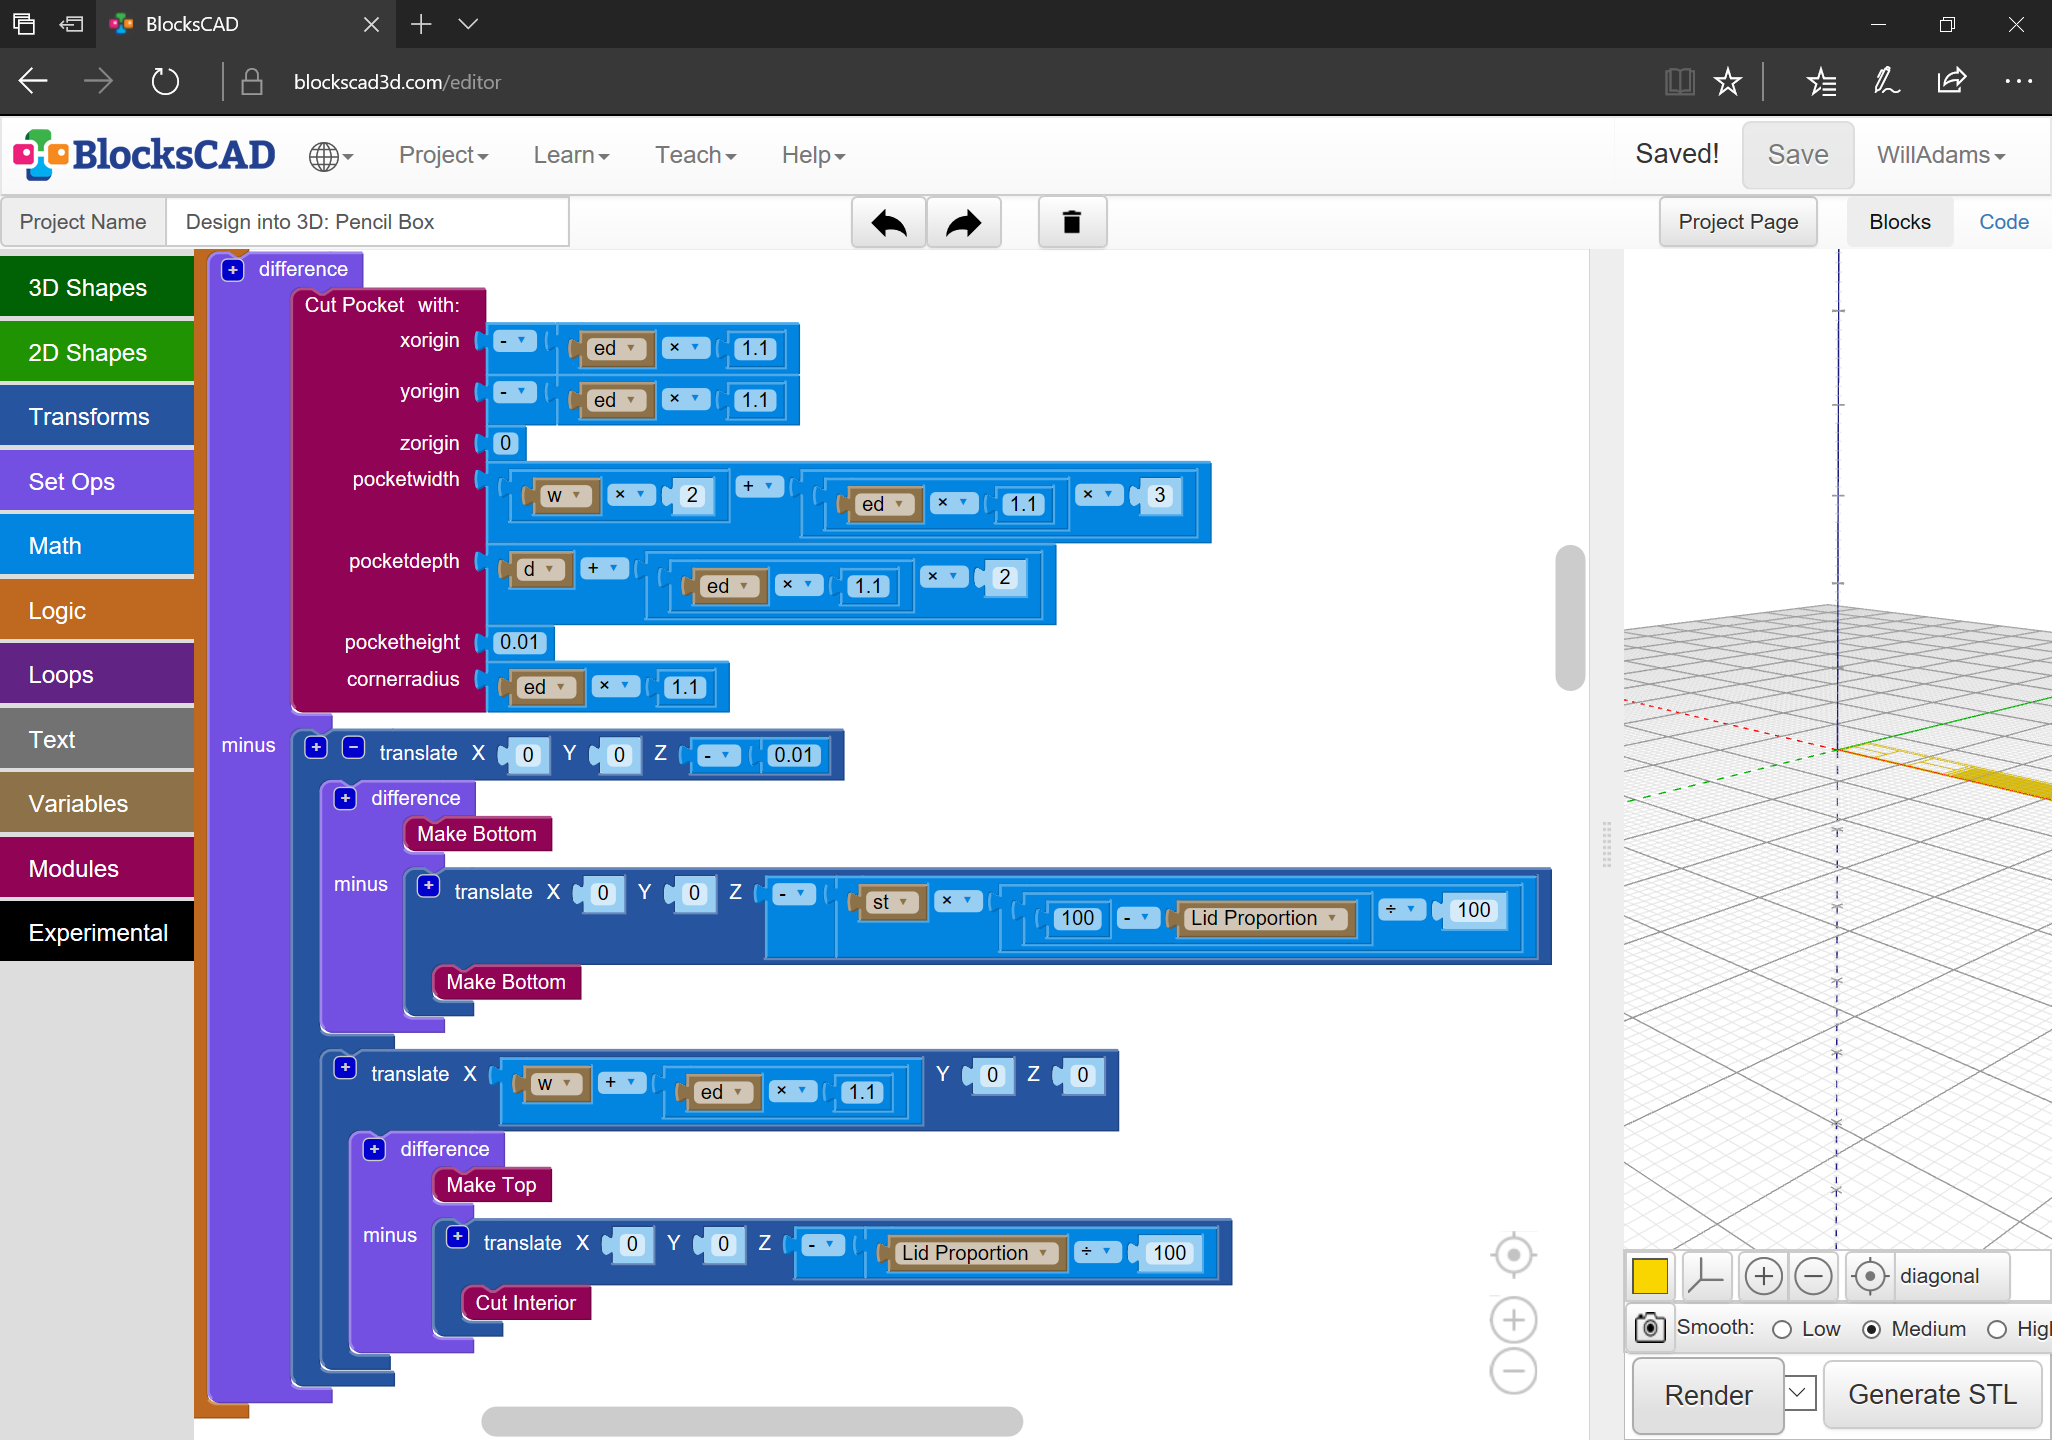 BlocksCAD
blockscad3d.com/editor
BlocksCAD Project Learn Teach Help Saved! Save WillAdams
Project Name Design into 3D: Pencil Box Project Page Blocks Code
3D Shapes
2D Shapes
Transforms
Set Ops
Math
Logic
Loops
Text
Variables
Modules
Experimental
+ difference
Cut Pocket with:
xorigin - ed × 1.1
yorigin - ed × 1.1
zorigin 0
pocketwidth w × 2 + ed × 1.1 × 3
pocketdepth d + ed × 1.1 × 2
pocketheight 0.01
cornerradius ed × 1.1
minus + - translate X 0 Y 0 Z - 0.01
+ difference
Make Bottom
minus + translate X 0 Y 0 Z - st × 100 - Lid Proportion ÷ 100
Make Bottom
+ translate X w + ed × 1.1 Y 0 Z 0
+ difference
Make Top
minus + translate X 0 Y 0 Z - Lid Proportion ÷ 100
Cut Interior
diagonal
Smooth: Low Medium
Render Generate STL